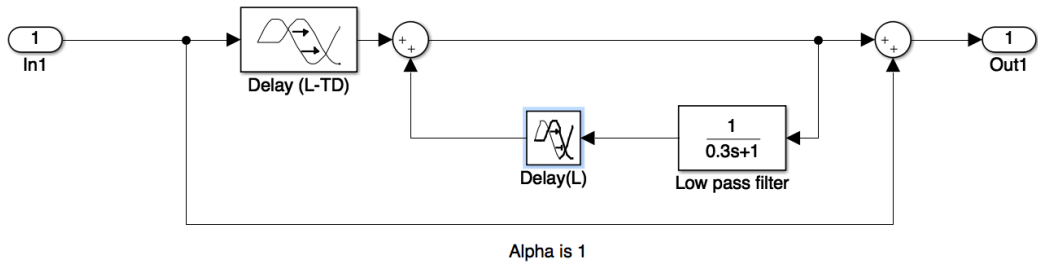 1
In1
Delay (L-TD)
+
+
+
+
1
Out1
1
0.3s+1
Delay(L)
Low pass filter
Alpha is 1